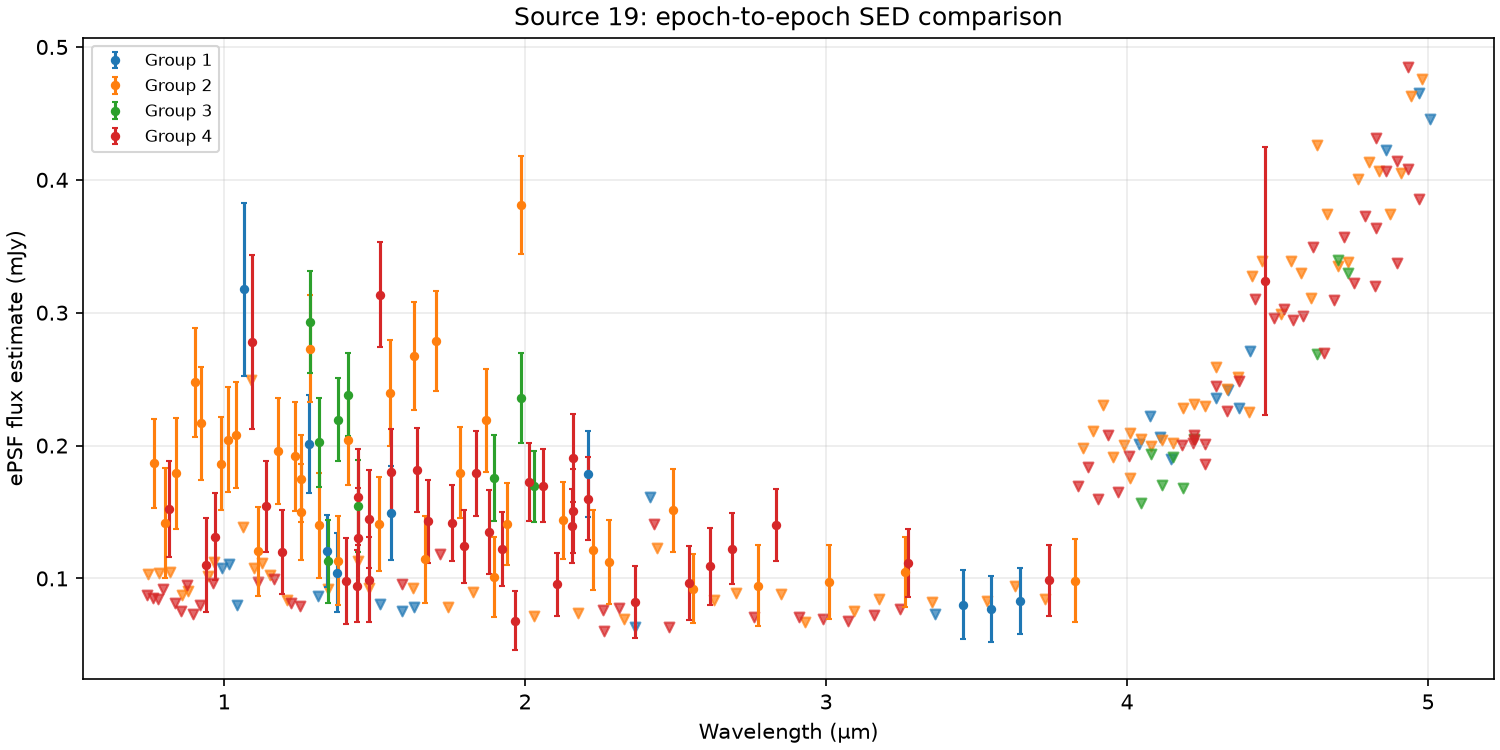 Source 19: epoch-to-epoch SED comparison
Group 1
Group 2
Group 3
Group 4
ePSF flux estimate (mJy)
0.5
0.4
0.3
0.2
0.1
1 2 3 4 5
Wavelength (μm)